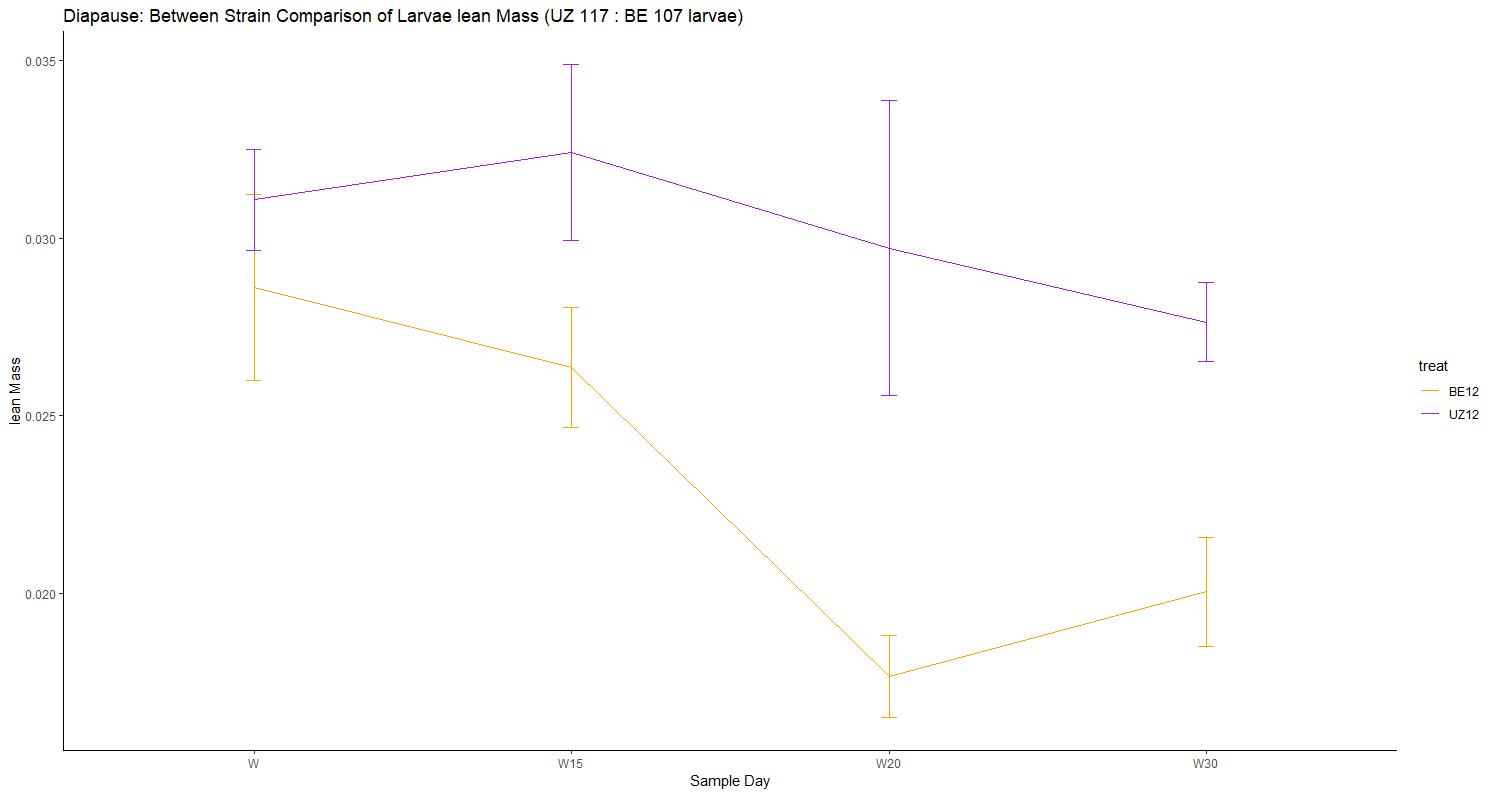 Diapause: Between Strain Comparison of Larvae lean Mass (UZ 117 : BE 107 larvae)
lean Mass
0.035
0.030
0.025
0.020
W
W15
W20
W30
Sample Day
treat
BE12
UZ12